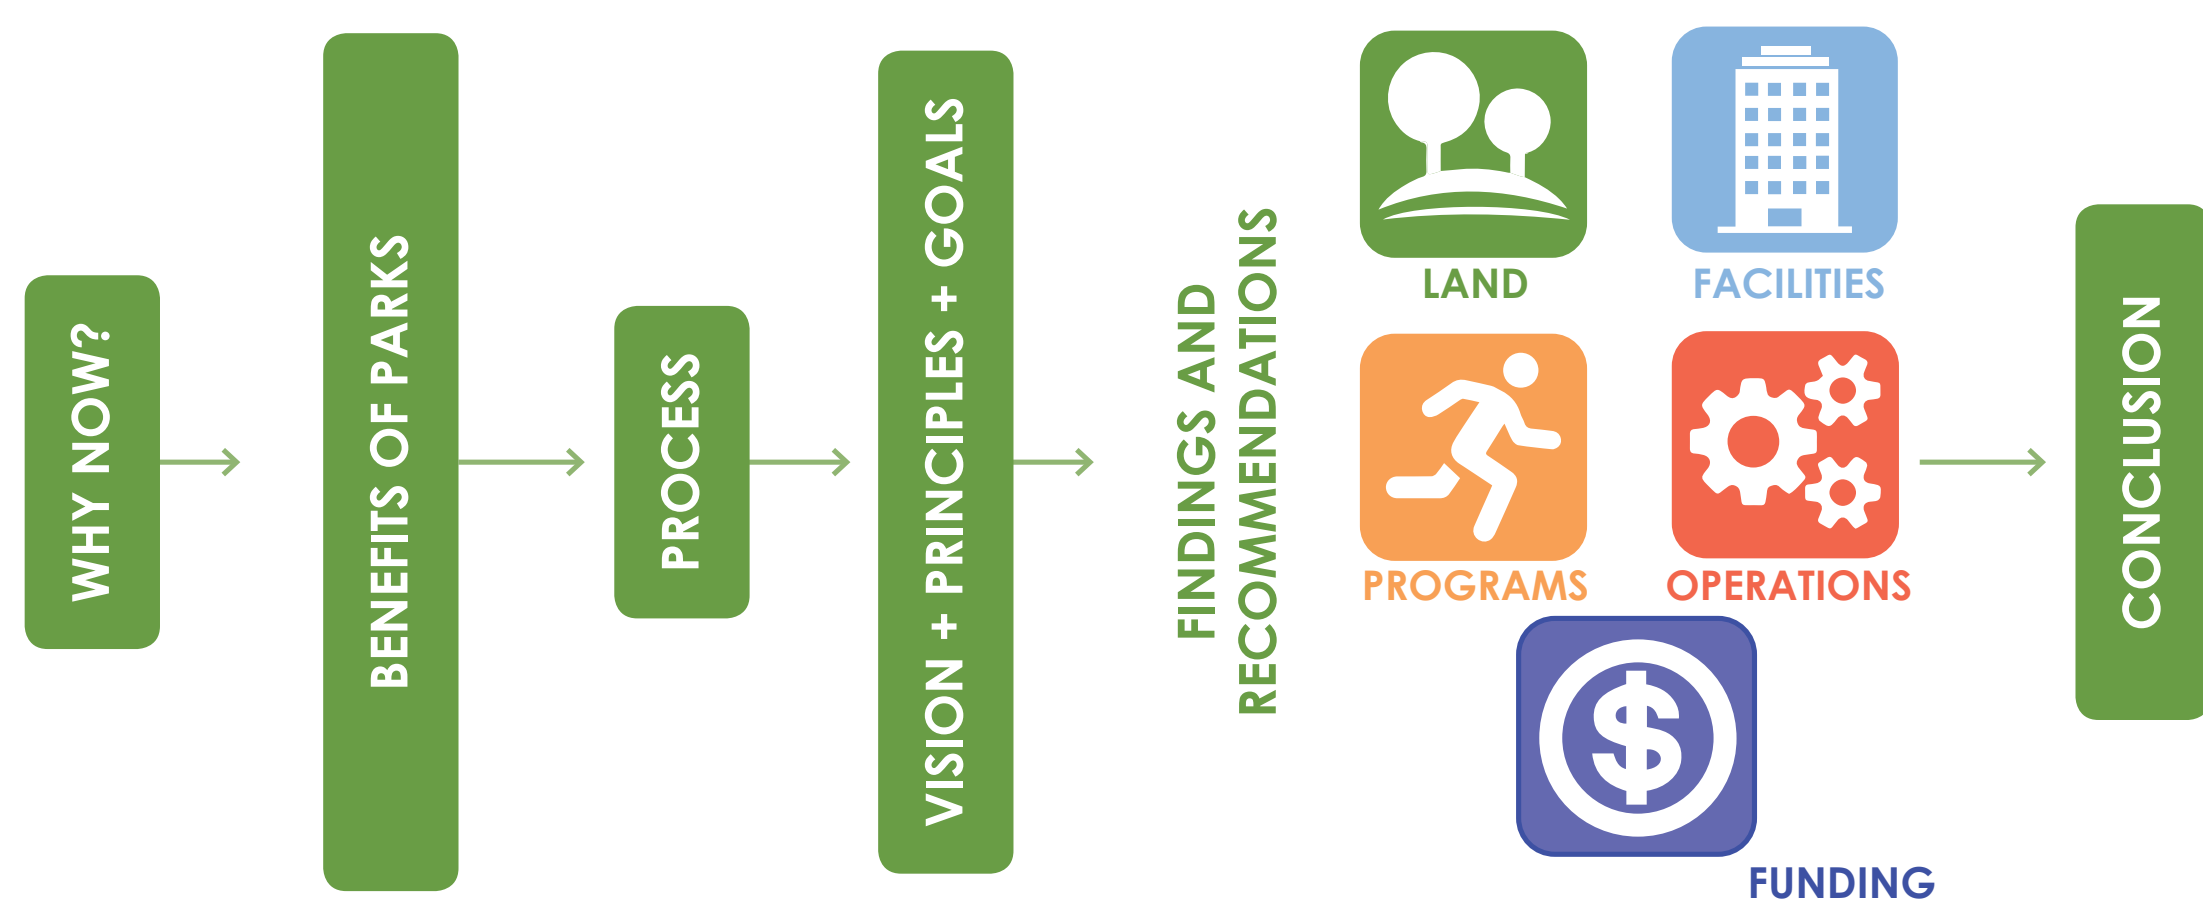 WHY NOW?
BENEFITS OF PARKS
PROCESS
VISION + PRINCIPLES + GOALS
FINDINGS AND
RECOMMENDATIONS
LAND
FACILITIES
PROGRAMS
OPERATIONS
$
FUNDING
CONCLUSION